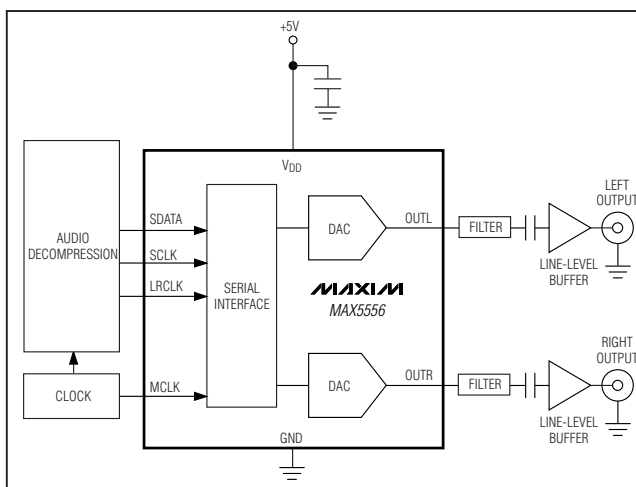 +5V
VDD
AUDIO
DECOMPRESSION
SDATA
SCLK
LRCLK
SERIAL
INTERFACE
DAC
OUTL
FILTER
LINE-LEVEL
BUFFER
LEFT
OUTPUT
MAXIM
MAX5556
CLOCK
MCLK
DAC
OUTR
FILTER
LINE-LEVEL
BUFFER
RIGHT
OUTPUT
GND